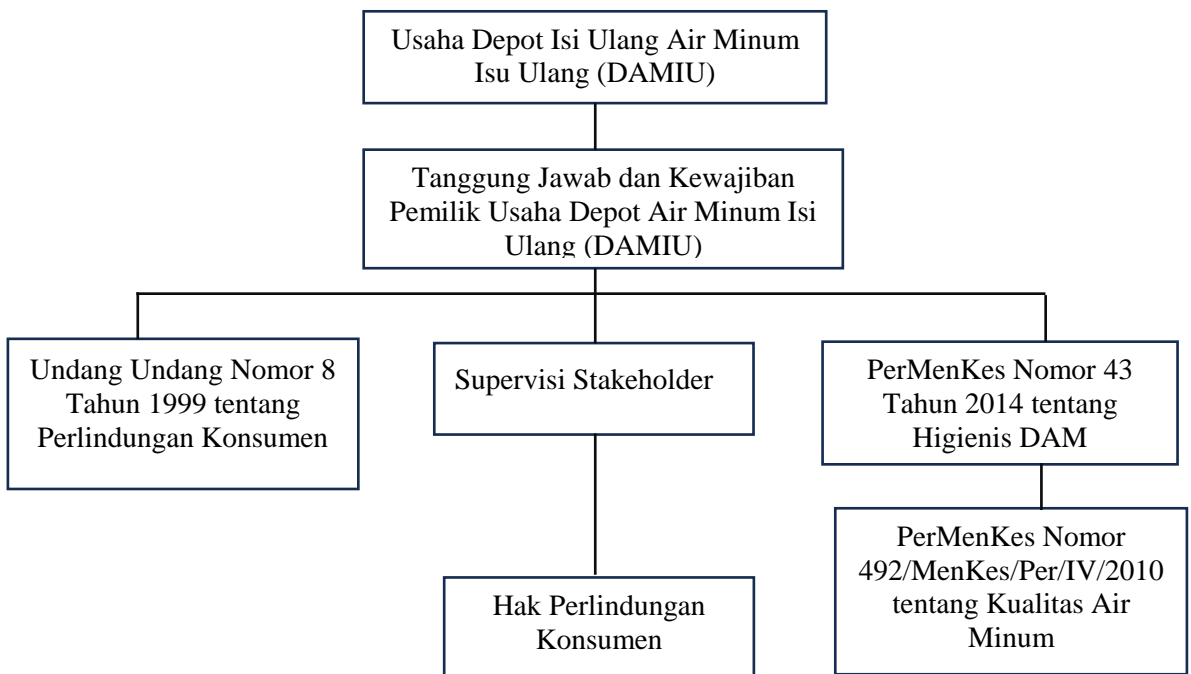 Usaha Depot Isi Ulang Air Minum
Isu Ulang (DAMIU)
Tanggung Jawab dan Kewajiban
Pemilik Usaha Depot Air Minum Isi
Ulang (DAMIU)
Undang Undang Nomor 8
Tahun 1999 tentang
Perlindungan Konsumen
Supervisi Stakeholder
PerMenKes Nomor 43
Tahun 2014 tentang
Higienis DAM
Hak Perlindungan
Konsumen
PerMenKes Nomor
492/MenKes/Per/IV/2010
tentang Kualitas Air
Minum